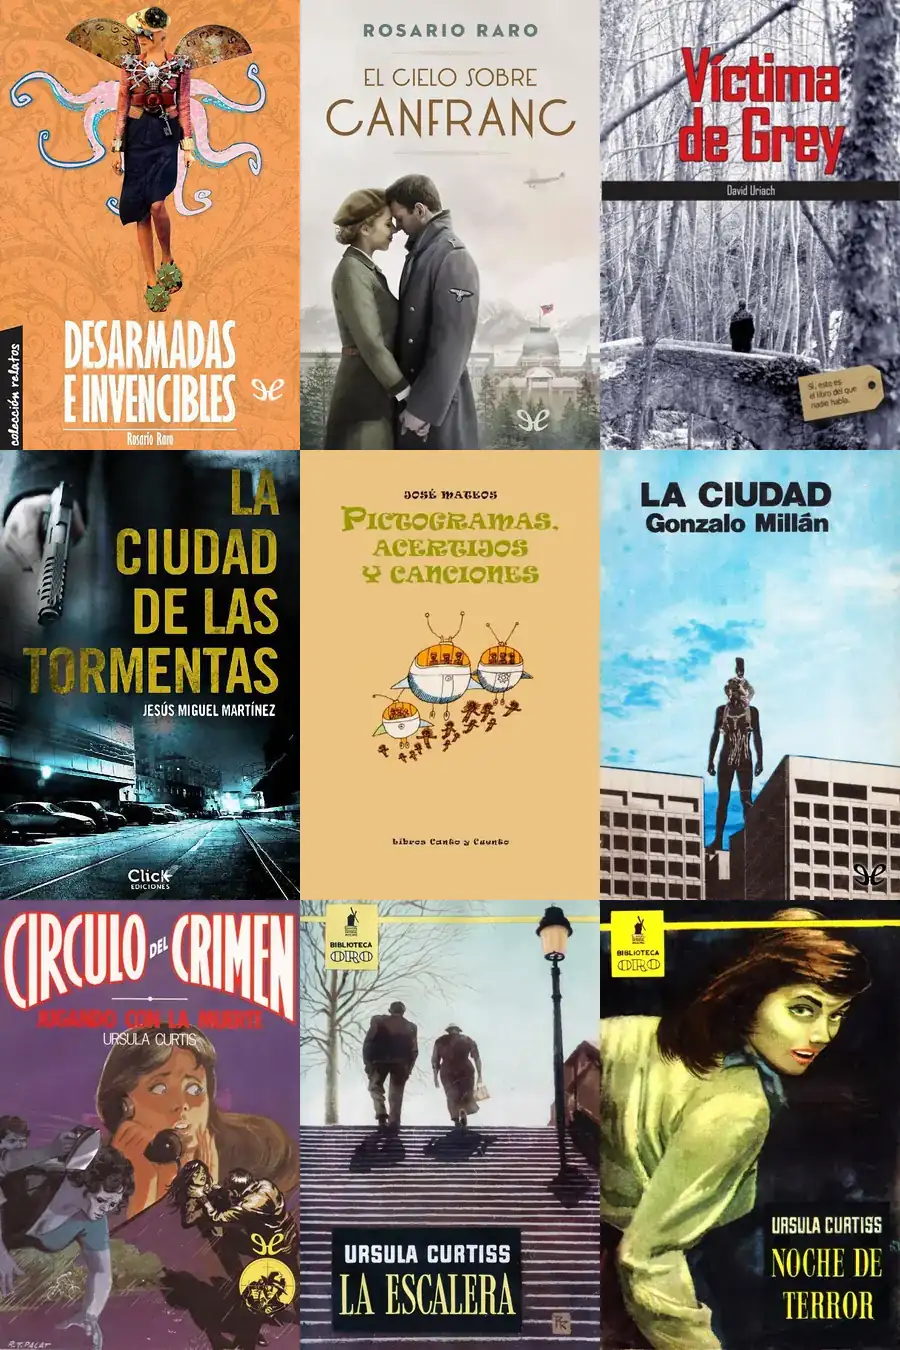 colección relatos
DESARMADAS
E INVENCIBLES
Rosario Raro
ROSARIO RARO
EL CIELO SOBRE
CANFRANC
Víctima
de Grey
David Uriach
Sí, este es
el libro del que
nadie habla.
LA
CIUDAD
DE LAS
TORMENTAS
JESÚS MIGUEL MARTÍNEZ
Click
EDICIONES
JOSÉ MATEOS
PICTOGRAMAS,
ACERTIJOS
Y CANCIONES
Libros Canto y Cuento
LA CIUDAD
Gonzalo Millán
CIRCULO DEL CRIMEN
JUGANDO CON LA MUERTE
URSULA CURTIS
R.T. PALAT
BIBLIOTECA
ORO
URSULA CURTISS
LA ESCALERA
BIBLIOTECA
ORO
URSULA CURTISS
NOCHE DE
TERROR